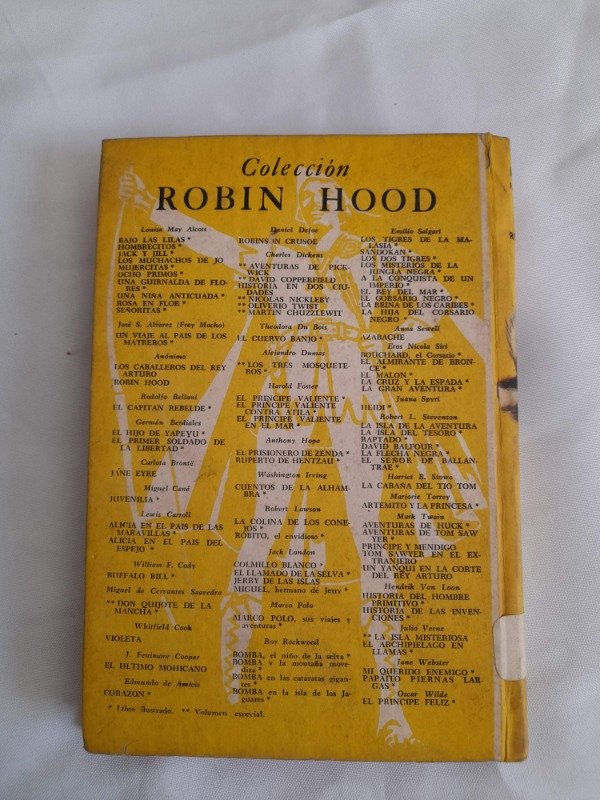 Colección
ROBIN HOOD
Louisa May Alcott
BAJO LAS LILAS *
HOMBRECITOS *
JACK Y JILL *
LOS MUCHACHOS DE JO
MUJERCITAS *
OCHO PRIMOS *
UNA GUIRNALDA DE FLO-
RES *
UNA NIÑA ANTICUADA *
ROSA EN FLOR *
SEÑORITAS *
José S. Alvarez (Fray Mocho)
UN VIAJE AL PAIS DE LOS
MATREROS *
Anónimo
LOS CABALLEROS DEL REY
ARTURO
ROBIN HOOD
Rodolfo Bellani
EL CAPITAN REBELDE *
Germán Berdiales
EL HIJO DE YAPEYU *
EL PRIMER SOLDADO DE
LA LIBERTAD *
Carlota Brontë
JANE EYRE
Miguel Cané
JUVENILIA *
Lewis Carroll
ALICIA EN EL PAIS DE LAS
MARAVILLAS *
ALICIA EN EL PAIS DEL
ESPEJO *
William F. Cody
BUFFALO BILL *
Miguel de Cervantes Saavedra
** DON QUIJOTE DE LA
MANCHA *
Whitfield Cook
VIOLETA
J. Fenimore Cooper
EL ULTIMO MOHICANO
Edmundo de Amicis
CORAZON *
Daniel Defoe
ROBINSON CRUSOE
Charles Dickens
** AVENTURAS DE PICK-
WICK
** DAVID COPPERFIELD
HISTORIA EN DOS CIU-
DADES
** NICOLAS NICKLEBY
** OLIVERIO TWIST
** MARTIN CHUZZLEWIT
Theodora Du Bois
EL CUERVO BANJO *
Alejandro Dumas
** LOS TRES MOSQUETE-
ROS *
Harold Foster
EL PRINCIPE VALIENTE *
EL PRINCIPE VALIENTE
CONTRA ATILA *
EL PRINCIPE VALIENTE
EN EL MAR *
Anthony Hope
EL PRISIONERO DE ZENDA *
RUPERTO DE HENTZAU *
Wáshington Irving
CUENTOS DE LA ALHAM-
BRA *
Robert Lawson
LA COLINA DE LOS CONE-
JOS *
ROBITO, el envidioso *
Jack London
COLMILLO BLANCO *
EL LLAMADO DE LA SELVA *
JERRY DE LAS ISLAS
MIGUEL, hermano de Jerry *
Marco Polo
MARCO POLO, sus viajes y
aventuras *
Roy Rockwood
BOMBA, el niño de la selva *
BOMBA y la montaña move-
diza *
BOMBA en las cataratas gigan-
tes *
BOMBA en la isla de los Ja-
guares *
Emilio Salgari
LOS TIGRES DE LA MA-
LASIA *
SANDOKAN *
LOS DOS TIGRES *
LOS MISTERIOS DE LA
JUNGLA NEGRA *
A LA CONQUISTA DE UN
IMPERIO *
EL REY DEL MAR *
EL CORSARIO NEGRO *
LA REINA DE LOS CARIBES *
LA HIJA DEL CORSARIO
NEGRO *
Anna Sewell
AZABACHE
Eros Nicola Siri
BOUCHARD, el Corsario *
EL ALMIRANTE DE BRON-
CE *
EL MALON *
LA CRUZ Y LA ESPADA *
LA GRAN AVENTURA *
Juana Spyri
HEIDI *
Robert L. Stevenson
LA ISLA DE LA AVENTURA
LA ISLA DEL TESORO *
RAPTADO *
DAVID BALFOUR *
LA FLECHA NEGRA *
EL SEÑOR DE BALLAN-
TRAE *
Harriet B. Stowe
LA CABAÑA DEL TIO TOM
Marjorie Torrey
ARTEMITO Y LA PRINCESA *
Mark Twain
AVENTURAS DE HUCK *
AVENTURAS DE TOM SAW-
YER *
PRINCIPE Y MENDIGO
TOM SAWYER EN EL EX-
TRANJERO
UN YANQUI EN LA CORTE
DEL REY ARTURO
Hendrik Van Loon
HISTORIA DEL HOMBRE
PRIMITIVO *
HISTORIA DE LAS INVEN-
CIONES *
Julio Verne
** LA ISLA MISTERIOSA
EL ARCHIPIELAGO EN
LLAMAS *
Jane Webster
MI QUERIDO ENEMIGO *
PAPAITO PIERNAS LAR-
GAS *
Oscar Wilde
EL PRINCIPE FELIZ *
* Libro ilustrado. ** Volumen especial.